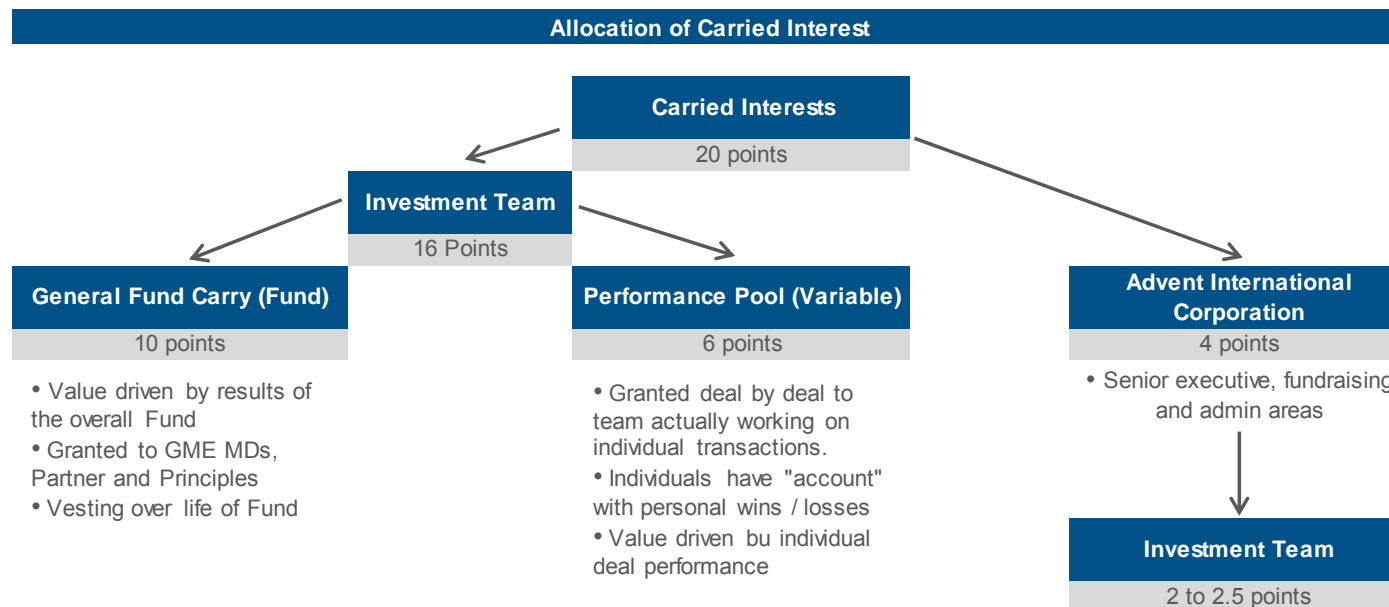 Allocation of Carried Interest
Carried Interests
20 points
Investment Team
16 Points
General Fund Carry (Fund)
10 points
• Value driven by results of
the overall Fund
• Granted to GME MDs,
Partner and Principles
• Vesting over life of Fund
Performance Pool (Variable)
6 points
• Granted deal by deal to
team actually working on
individual transactions.
• Individuals have "account"
with personal wins / losses
• Value driven bu individual
deal performance
Advent International
Corporation
4 points
• Senior executive, fundraising
and admin areas
Investment Team
2 to 2.5 points